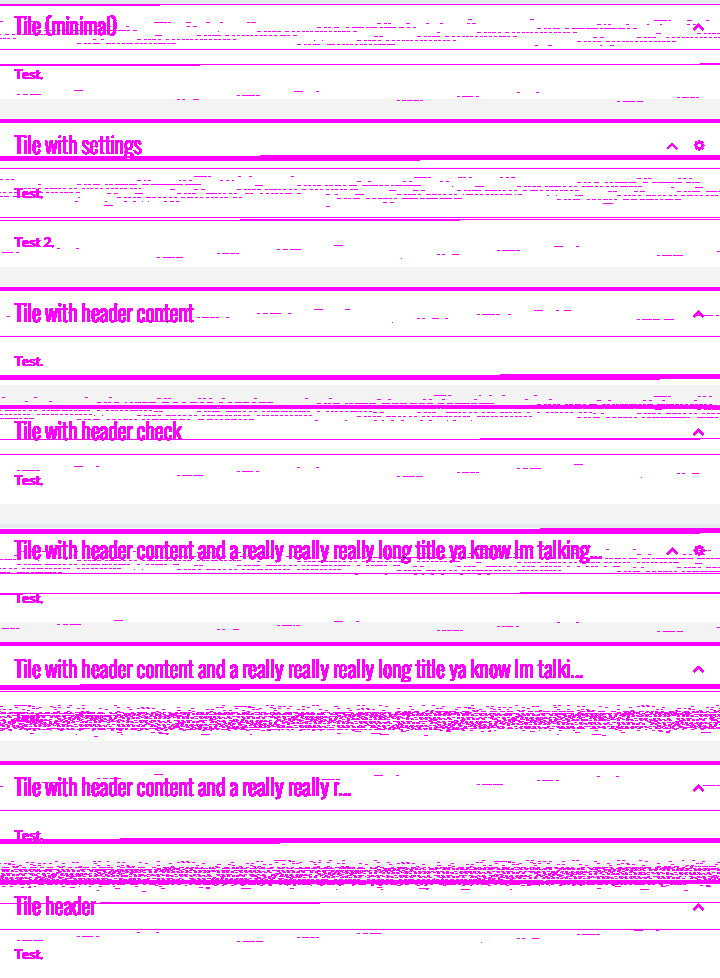 Tile (minimal)
Test.
Tile with settings
Test.
Test 2.
Tile with header content
Test.
Tile with header check
Test.
Tile with header content and a really really really long title ya know Im talking...
Test.
Tile with header content and a really really really long title ya know Im talki...
Test.
Tile with header content and a really really r...
Test.
Tile header
Test.